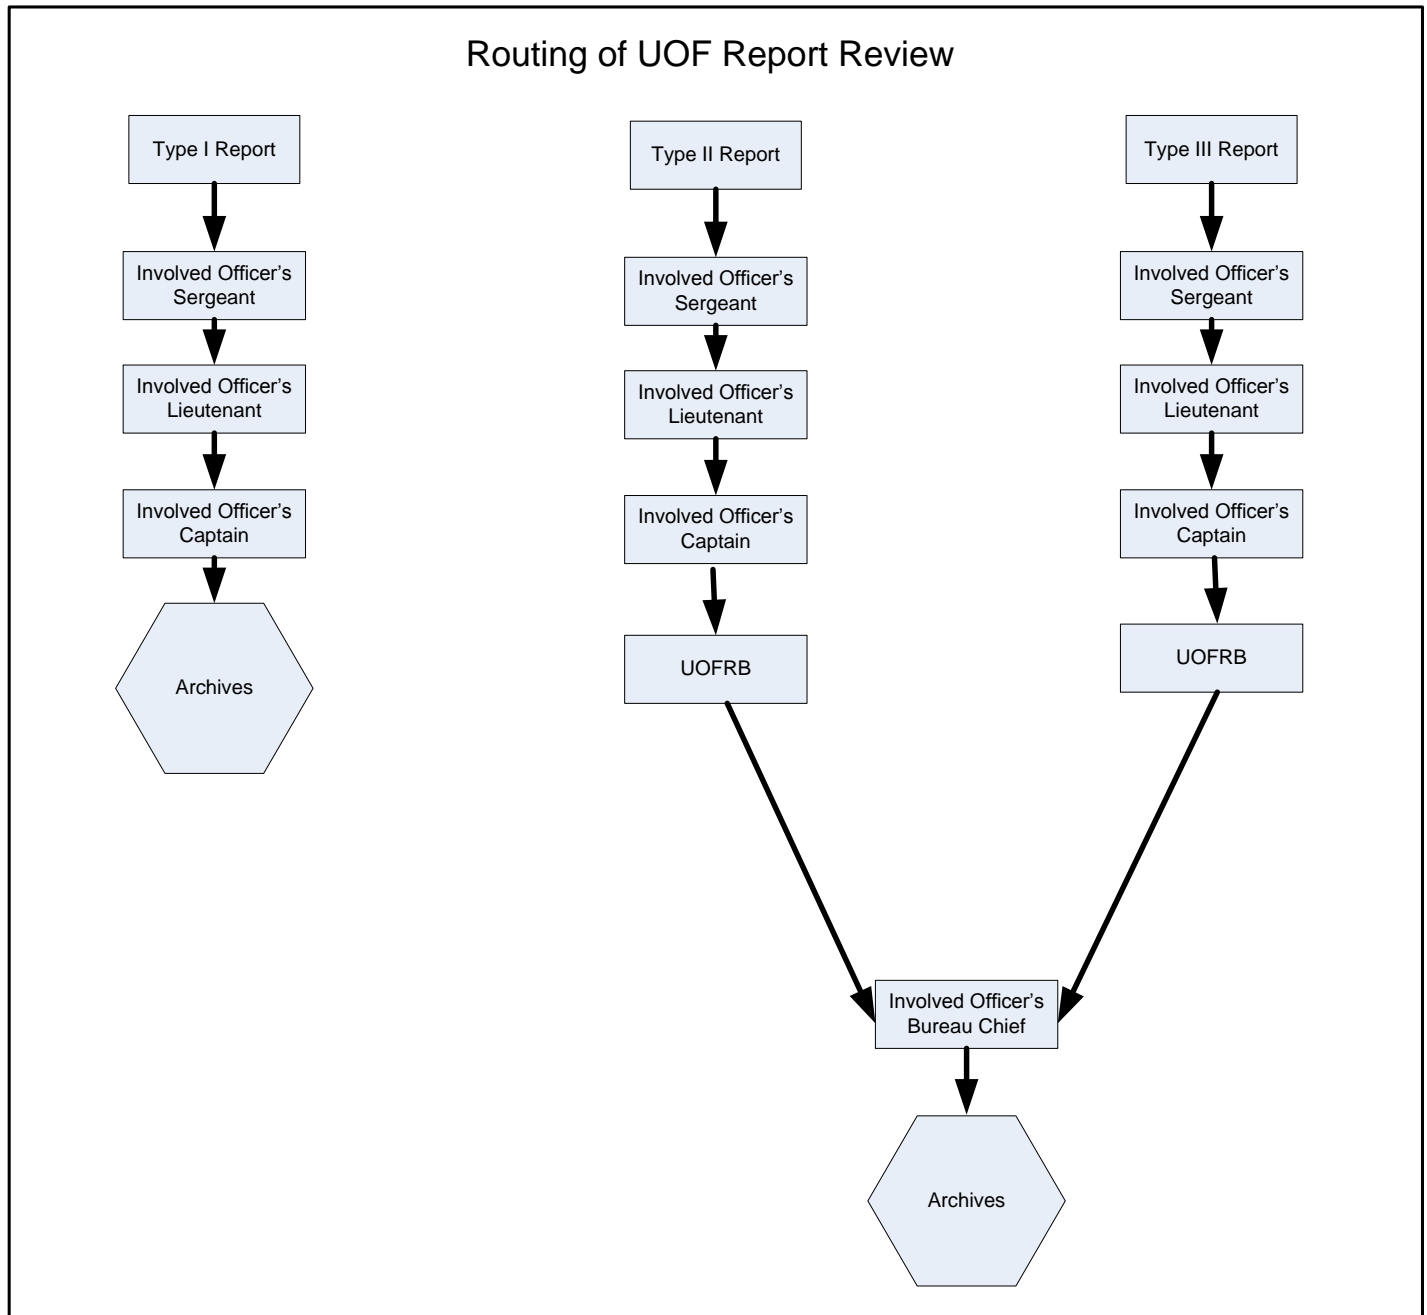 Routing of UOF Report Review
Type I Report
Involved Officer's
Sergeant
Involved Officer's
Lieutenant
Involved Officer's
Captain
Archives
Type II Report
Involved Officer's
Sergeant
Involved Officer's
Lieutenant
Involved Officer's
Captain
UOFRB
Type III Report
Involved Officer's
Sergeant
Involved Officer's
Lieutenant
Involved Officer's
Captain
UOFRB
Involved Officer's
Bureau Chief
Archives